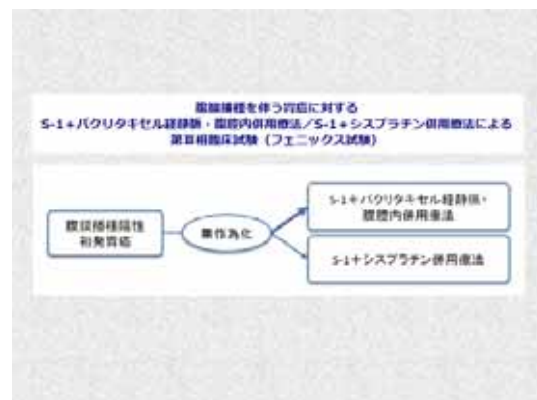 腹膜播種を伴う胃癌に対する
S-1+パクリタキセル経静脈・腹腔内併用療法/S-1+シスプラチン併用療法による
第Ⅲ相臨床試験（フェニックス試験）
腹膜播種陽性
初発胃癌
無作為化
S-1+パクリタキセル経静脈・
腹腔内併用療法
S-1+シスプラチン併用療法